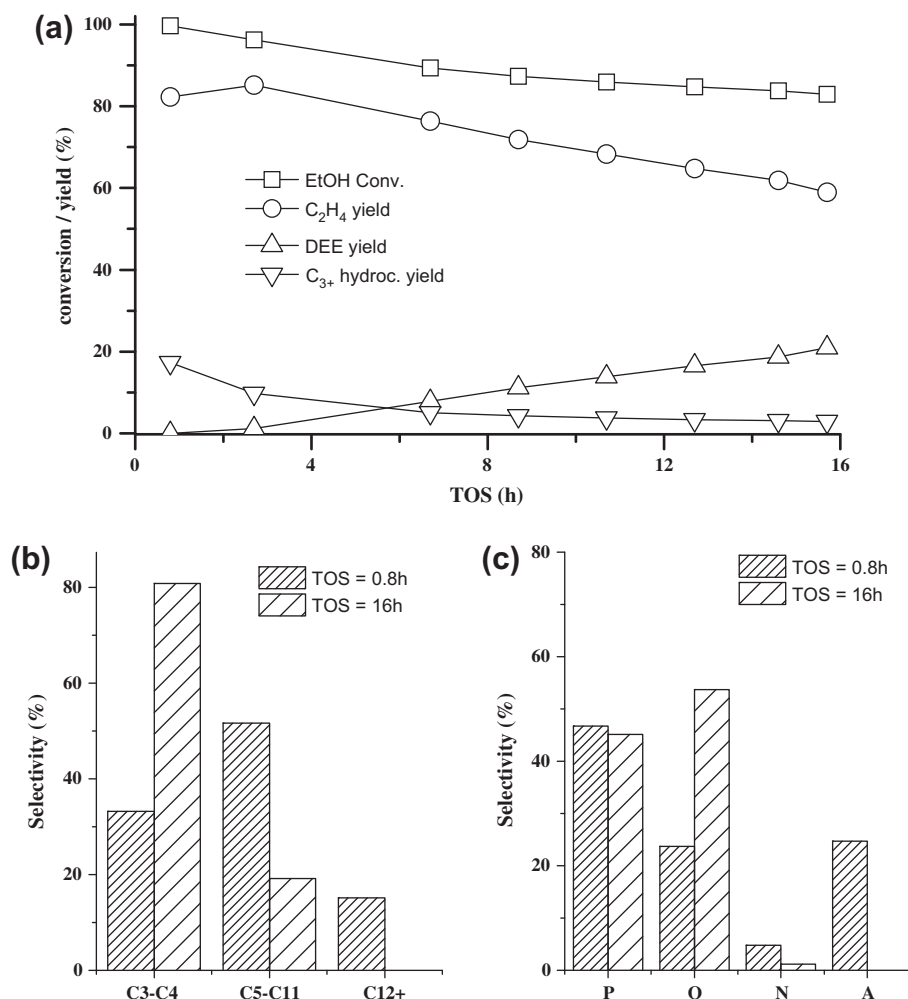 (a)
100
80
60
40
20
0
conversion / yield (%)
EtOH Conv.
C₂H₄ yield
DEE yield
C₃₊ hydroc. yield
0 4 8 12 16
TOS (h)
(b)
80
60
40
20
0
Selectivity (%)
TOS = 0.8h
TOS = 16h
C3-C4 C5-C11 C12+
(c)
80
60
40
20
0
Selectivity (%)
TOS = 0.8h
TOS = 16h
P O N A